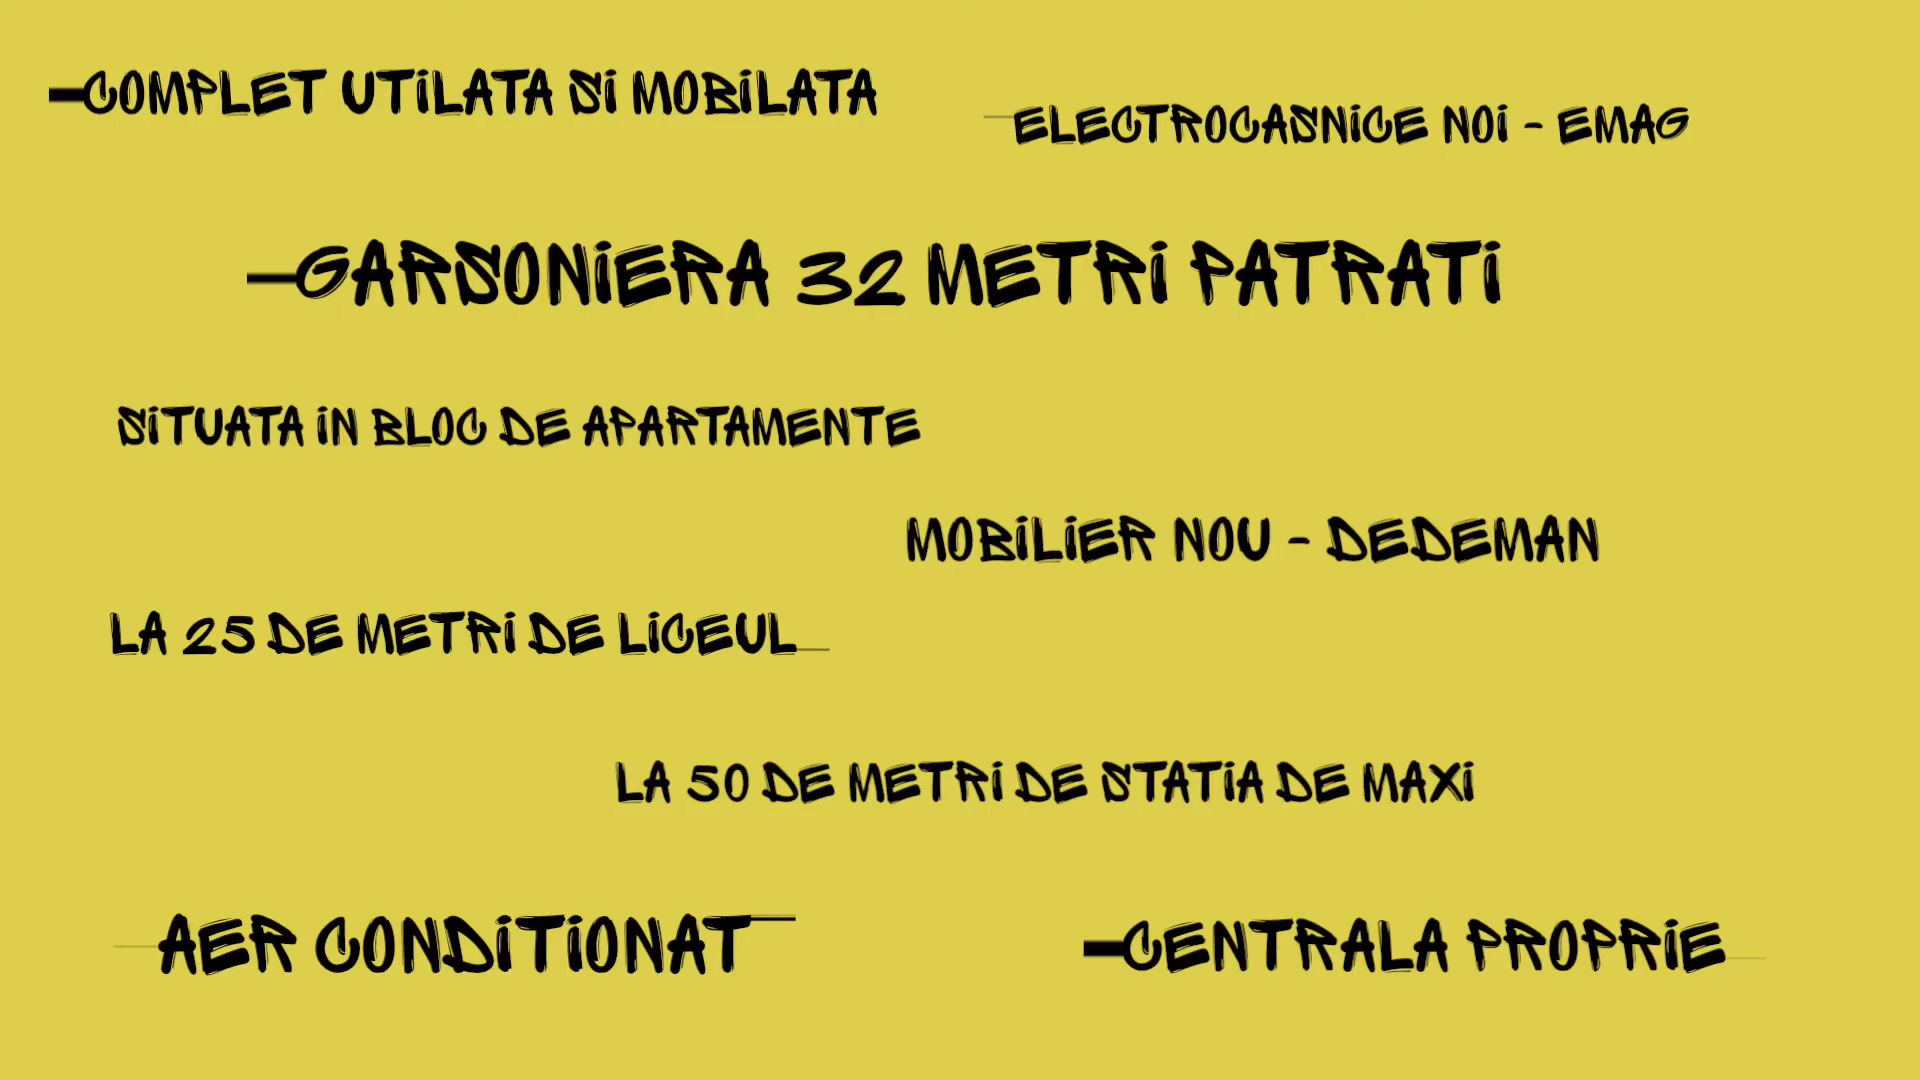 COMPLET UTILATA SI MOBILATA
ELECTROCASNICE NOI - EMAG
GARSONIERA 32 METRI PATRATI
SITUATA IN BLOC DE APARTAMENTE
MOBILIER NOU - DEDEMAN
LA 25 DE METRI DE LICEUL
LA 50 DE METRI DE STATIA DE MAXI
AER CONDITIONAT
CENTRALA PROPRIE